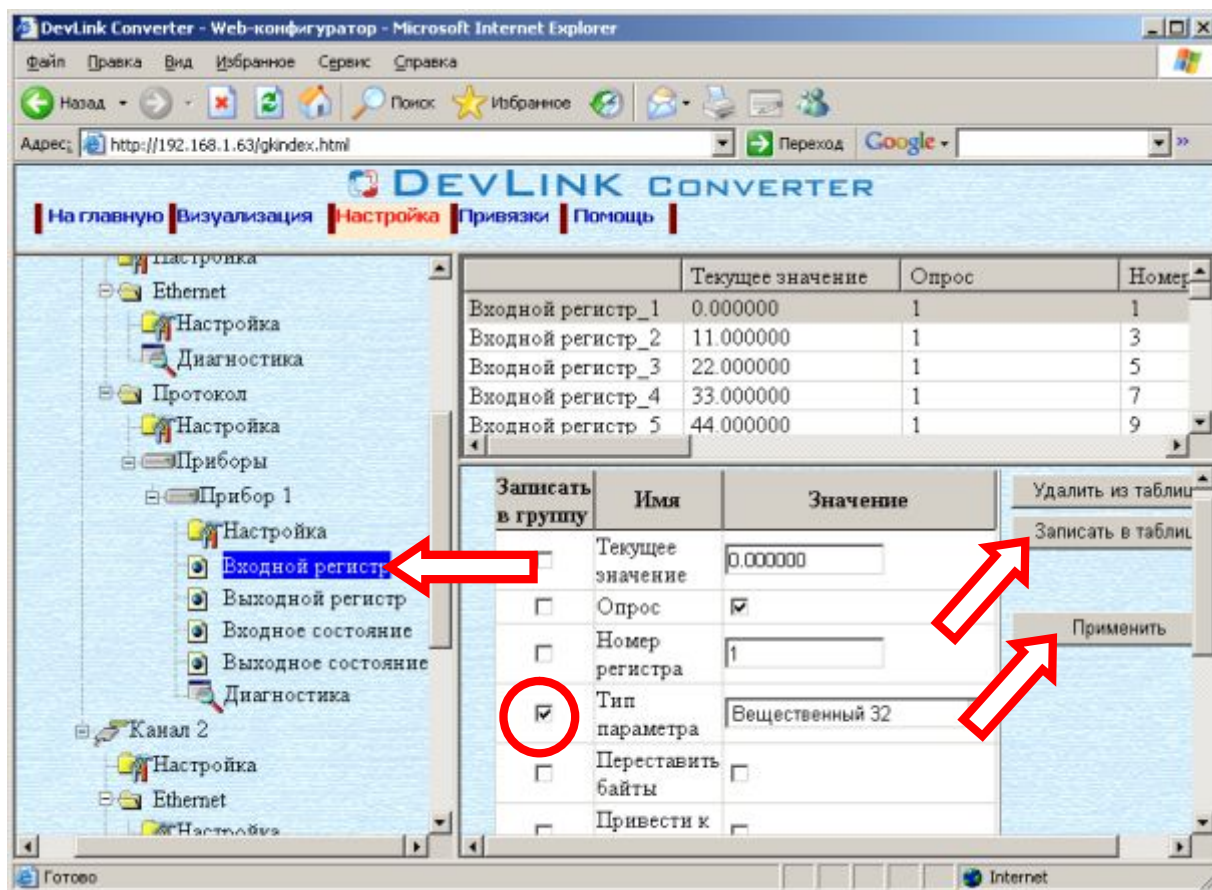 DevLink Converter - Web-конфигуратор - Microsoft Internet Explorer
Файл Правка Вид Избранное Сервис Справка
Назад Поиск Избранное
Адрес: http://192.168.1.63/gkindex.html Переход Google »
DEVLINK CONVERTER
На главную Визуализация Настройка Привязки Помощь
Настройка
Ethernet
Настройка
Диагностика
Протокол
Настройка
Приборы
Прибор 1
Настройка
Входной регистр
Выходной регистр
Входное состояние
Выходное состояние
Диагностика
Канал 2
Настройка
Ethernet
Настройка
Текущее значение Опрос Номер
Входной регистр_1 0.000000 1 1
Входной регистр_2 11.000000 1 3
Входной регистр_3 22.000000 1 5
Входной регистр_4 33.000000 1 7
Входной регистр_5 44.000000 1 9
Записать
в группу
Имя
Значение
Текущее
значение
0.000000
Опрос
Номер
регистра
1
Тип
параметра
Вещественный 32
Переставить
байты
Привести к
Удалить из таблиц
Записать в таблиц
Применить
Готово Internet